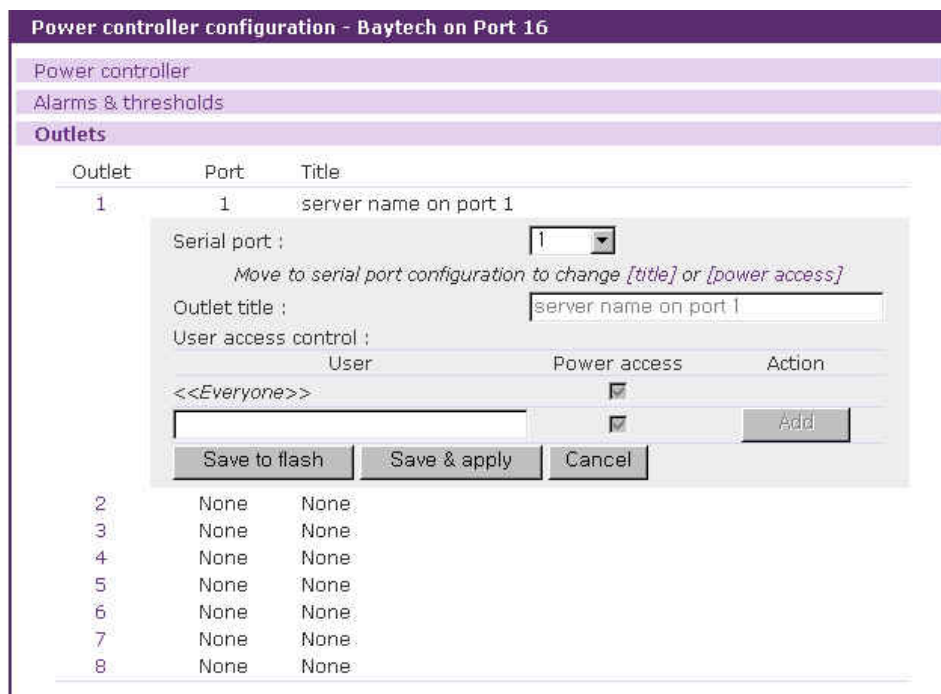 Power controller configuration - Baytech on Port 16
Power controller
Alarms & thresholds
Outlets
Outlet Port Title
1 1 server name on port 1
Serial port : 1
Move to serial port configuration to change [title] or [power access]
Outlet title : server name on port 1
User access control :
User Power access Action
<<Everyone>>
Add
Save to flash Save & apply Cancel
2 None None
3 None None
4 None None
5 None None
6 None None
7 None None
8 None None